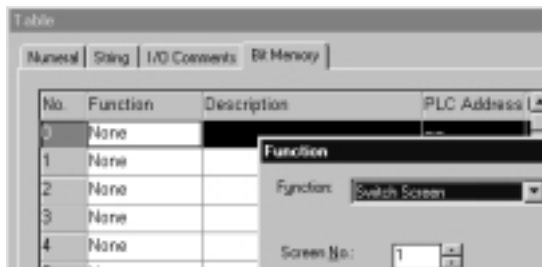 Table
Numeral String I/O Comments Bit Memory
No. Function Description PLC Address
0 None
Function
1 None
Function: Switch Screen
2 None
3 None
4 None
Screen No.: 1